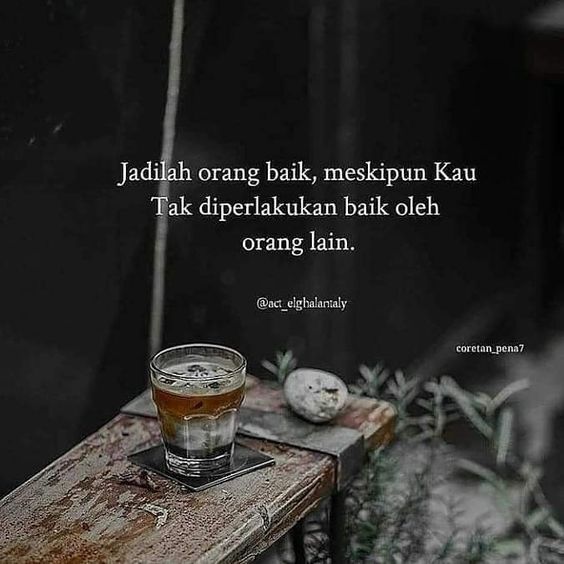 Jadilah orang baik, meskipun Kau
Tak diperlakukan baik oleh
orang lain.
@act_elghalantaly
coretan_pena7